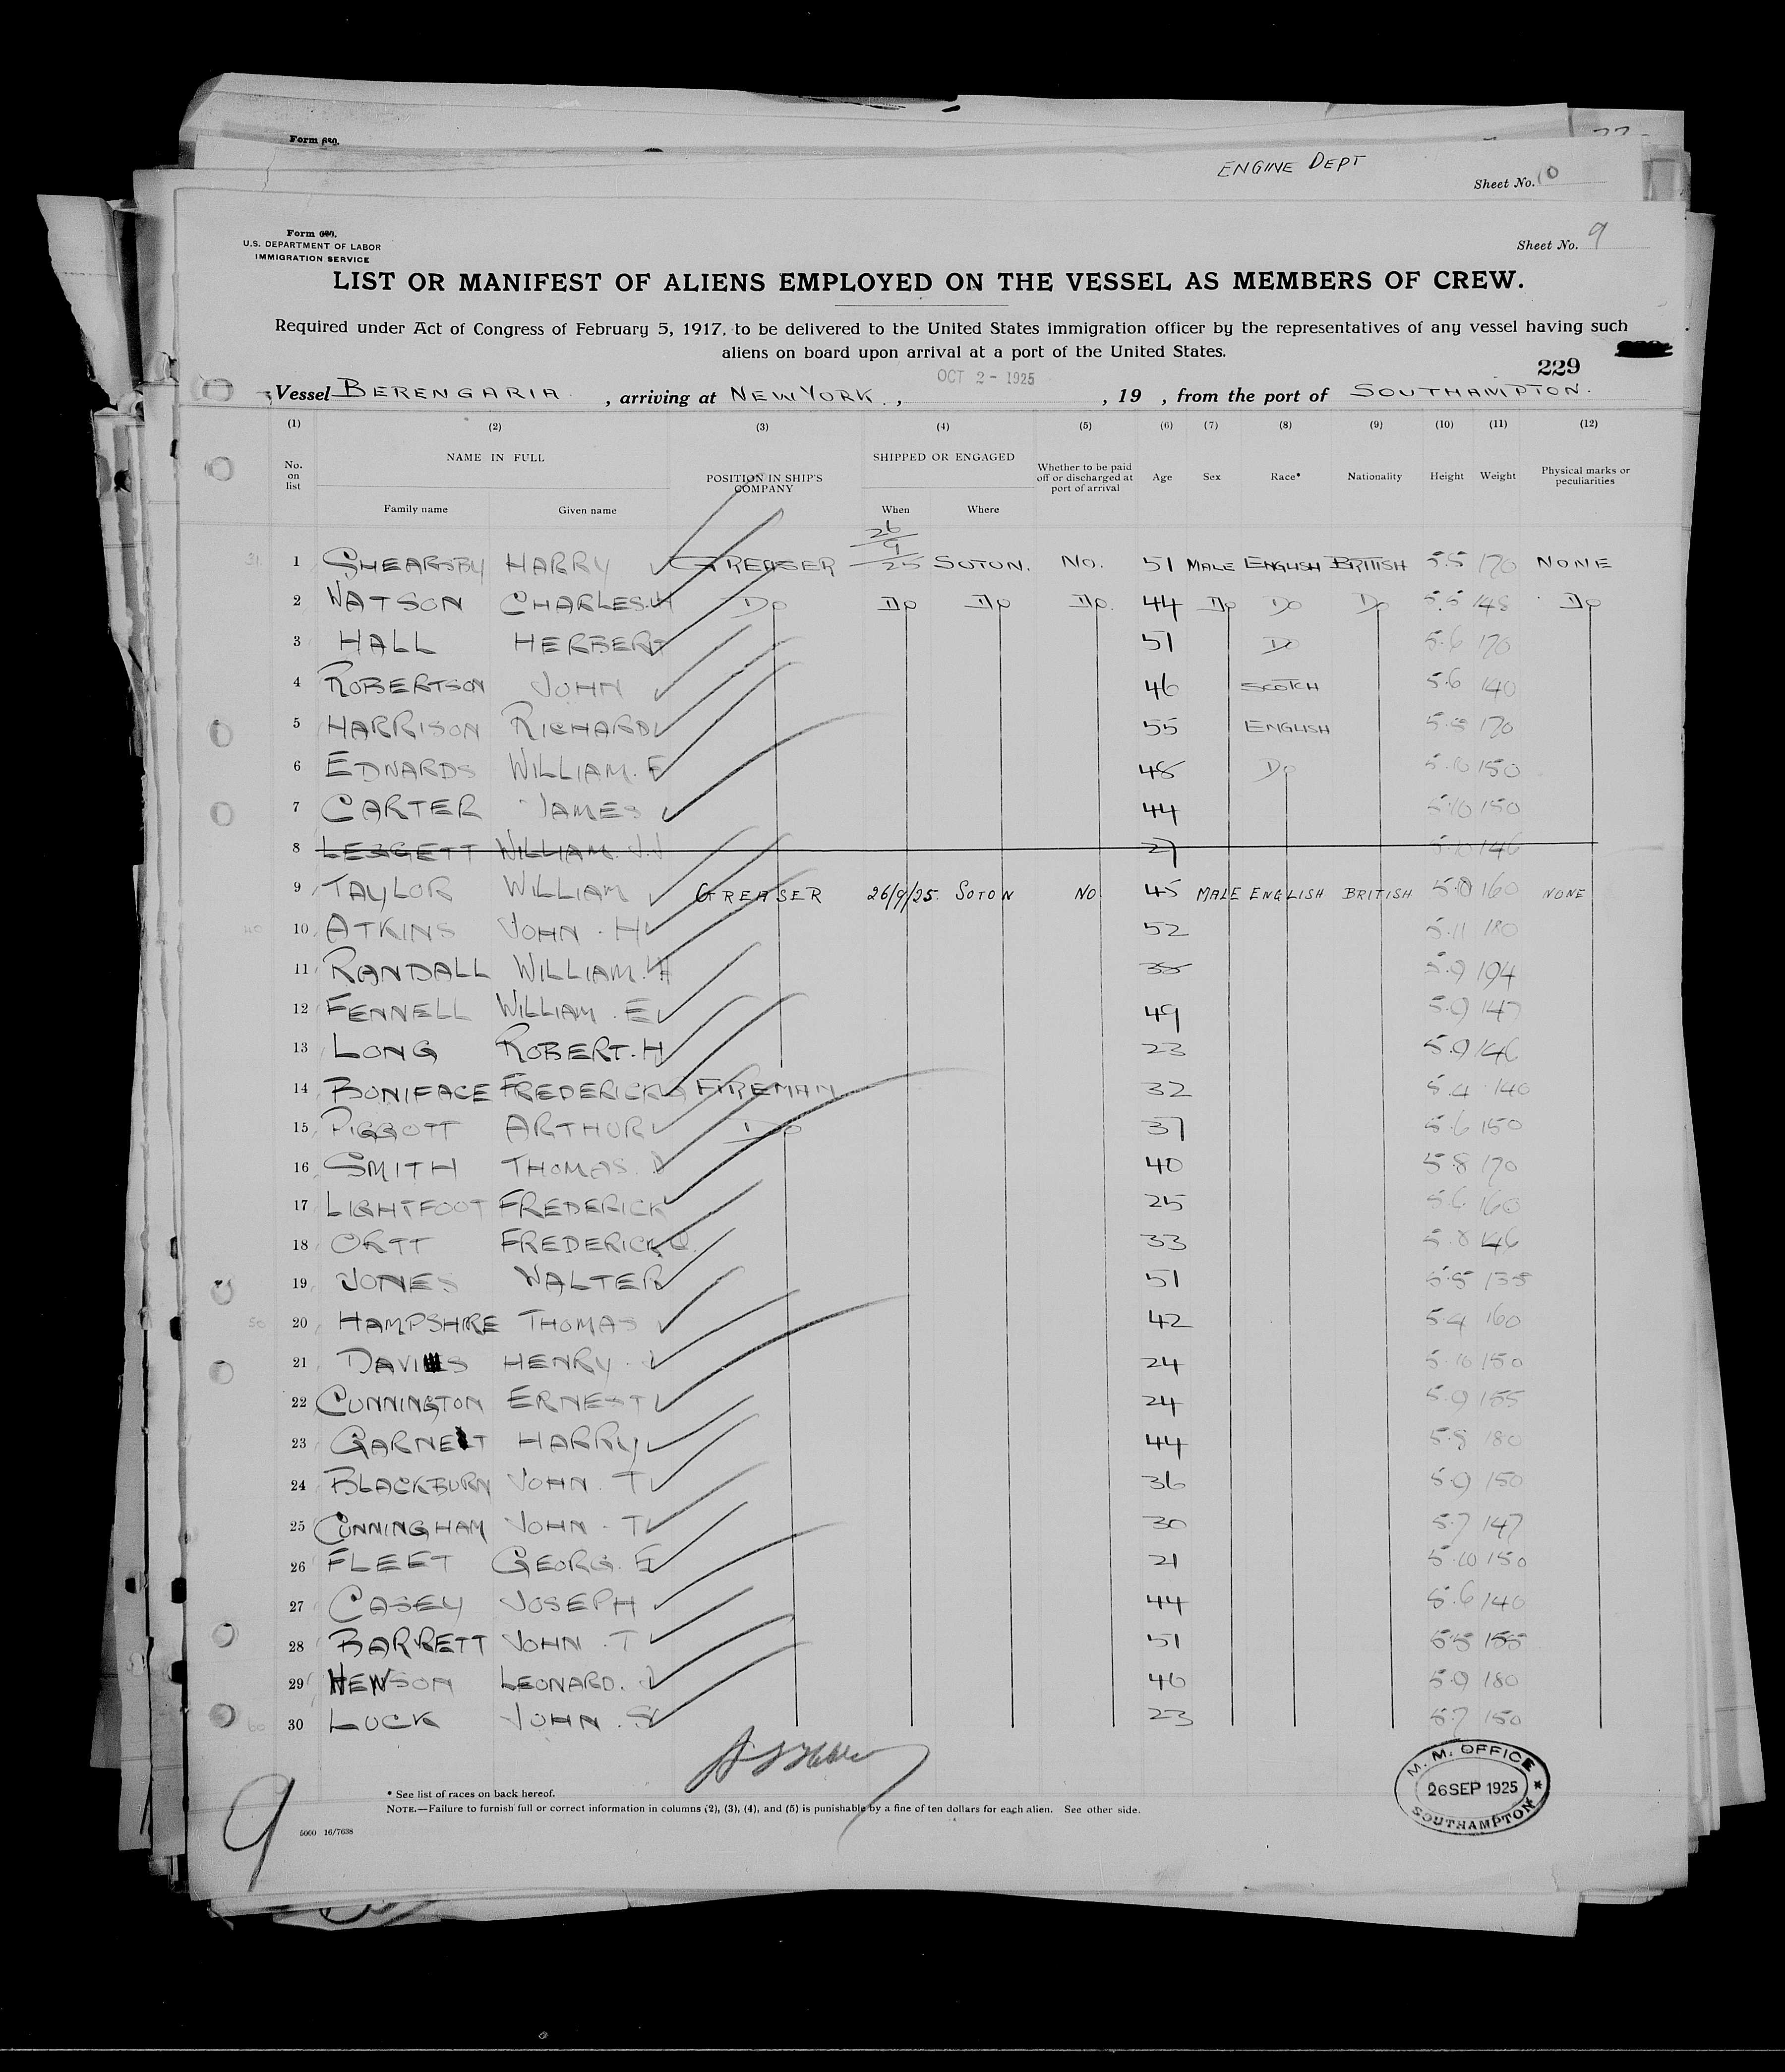 Form 680.
ENGINE DEPT
Sheet No. 10
Form 680.
U.S. DEPARTMENT OF LABOR
IMMIGRATION SERVICE
Sheet No. 9
LIST OR MANIFEST OF ALIENS EMPLOYED ON THE VESSEL AS MEMBERS OF CREW.
Required under Act of Congress of February 5, 1917, to be delivered to the United States immigration officer by the representatives of any vessel having such
aliens on board upon arrival at a port of the United States.
229
OCT 2 - 1925
Vessel BERENGARIA, arriving at NEW YORK, , 19 , from the port of SOUTHAMPTON.
(1) (2) (3) (4) (5) (6) (7) (8) (9) (10) (11) (12)
No. on list NAME IN FULL Family name Given name POSITION IN SHIP'S COMPANY SHIPPED OR ENGAGED When Where Whether to be paid off or discharged at port of arrival Age Sex Race* Nationality Height Weight Physical marks or peculiarities
31 1 SHEARSBY HARRY GREASER 26/9/25 SOTON. NO. 51 MALE ENGLISH BRITISH 5.5 170 NONE
2 WATSON CHARLES.H Do Do Do Do. 44 Do Do Do 5.5 148 Do
3 HALL HERBERT 51 Do 5.6 170
4 ROBERTSON JOHN 46 SCOTCH 5.6 140
5 HARRISON RICHARD 55 ENGLISH 5.5 170
6 EDWARDS WILLIAM. E 48 Do 5.10 150
7 CARTER JAMES 44 5.10 150
8 LEGGETT WILLIAM. J.J 27 5.10 146
9 TAYLOR WILLIAM GREASER 26/9/25. SOTON NO. 45 MALE ENGLISH BRITISH 5.8 160 NONE
40 10 ATKINS JOHN . H 52 5.11 180
11 RANDALL WILLIAM. H 38 5.9 194
12 FENNELL WILLIAM . E 49 5.9 147
13 LONG ROBERT. H 23 5.9 146
14 BONIFACE FREDERICK FIREMAN 32 5.4 140
15 PIGGOTT ARTHUR Do 37 5.6 150
16 SMITH THOMAS. 40 5.8 170
17 LIGHTFOOT FREDERICK 25 5.6 160
18 ORTT FREDERICK 33 5.8 146
19 JONES WALTER 51 5.5 135
50 20 HAMPSHIRE THOMAS 42 5.4 160
21 DAVIES HENRY . J 24 5.10 150
22 CUNNINGTON ERNEST 24 5.9 155
23 GARNETT HARRY 44 5.8 180
24 BLACKBURN JOHN . T 36 5.9 150
25 CUNNINGHAM JOHN . T 30 5.7 147
26 FLEET GEORG. E 21 5.10 150
27 CASEY JOSEPH 44 5.6 140
28 BARRETT JOHN . T 51 5.5 155
29 HEWSON LEONARD. J 40 5.9 180
60 30 LUCK JOHN . S 23 5.7 150
* See list of races on back hereof.
NOTE.—Failure to furnish full or correct information in columns (2), (3), (4), and (5) is punishable by a fine of ten dollars for each alien. See other side.
5000 16/7638
9
M. M. OFFICE
26 SEP 1925
SOUTHAMPTON